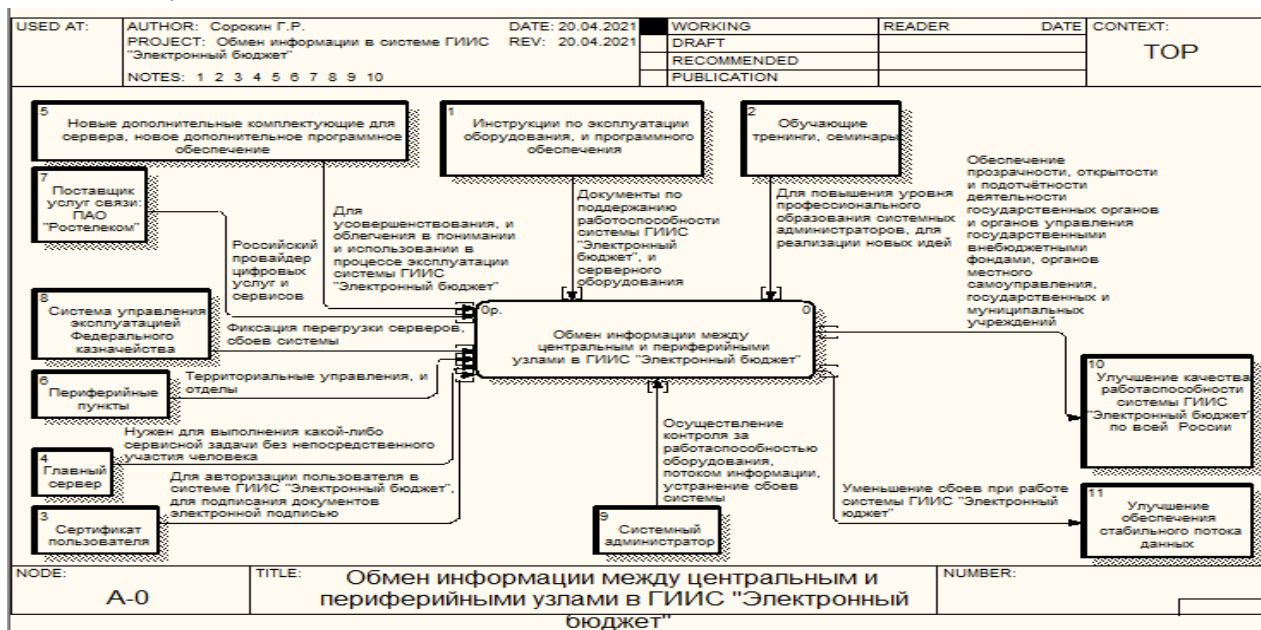 USED AT:
AUTHOR: Сорокин Г.Р.
DATE: 20.04.2021
PROJECT: Обмен информации в системе ГИИС
"Электронный бюджет"
REV: 20.04.2021
NOTES: 1 2 3 4 5 6 7 8 9 10
WORKING
DRAFT
RECOMMENDED
PUBLICATION
READER
DATE
CONTEXT:
TOP
5
Новые дополнительные комплектующие для
сервера, новое дополнительное программное
обеспечение
1
Инструкции по эксплуатации
оборудования, и программного
обеспечения
2
Обучающие
тренинги, семинары
7
Поставщик
услуг связи:
ПАО
"Ростелеком"
Российский
провайдер
цифровых
услуг и
сервисов
Для
усовершенствования, и
облегчения в понимании
и использовании в
процессе эксплуатации
системы ГИИС
"Электронный бюджет"
Документы по
поддержанию
работоспособности
системы ГИИС
"Электронный
бюджет", и
серверного
оборудования
Для повышения уровня
профессионального
образования системных
администраторов, для
реализации новых идей
Обеспечение
прозрачности, открытости
и подотчётности
деятельности
государственных органов
и органов управления
государственными
внебюджетными
фондами, органов
местного
самоуправления,
государственных и
муниципальных
учреждений
8
Система управления
эксплуатацией
Федерального
казначейства
Фиксация перегрузки серверов,
сбоев системы
0р.
0
Обмен информации между
центральным и периферийными
узлами в ГИИС "Электронный бюджет"
6
Периферийные
пункты
Территориальные управления, и
отделы
4
Главный
сервер
Нужен для выполнения какой-либо
сервисной задачи без непосредственного
участия человека
3
Сертификат
пользователя
Для авторизации пользователя в
системе ГИИС "Электронный бюджет",
для подписания документов
электронной подписью
Осуществление
контроля за
работаспособностью
оборудования,
потоком информации,
устранение сбоев
системы
9
Системный
администратор
10
Улучшение качества
работаспособности
системы ГИИС
"Электронный бюджет"
по всей России
Уменьшение сбоев при работе
системы ГИИС "Электронный
юджет"
11
Улучшение
обеспечения
стабильного потока
данных
NODE:
A-0
TITLE:
Обмен информации между центральным и
периферийными узлами в ГИИС "Электронный
бюджет"
NUMBER: